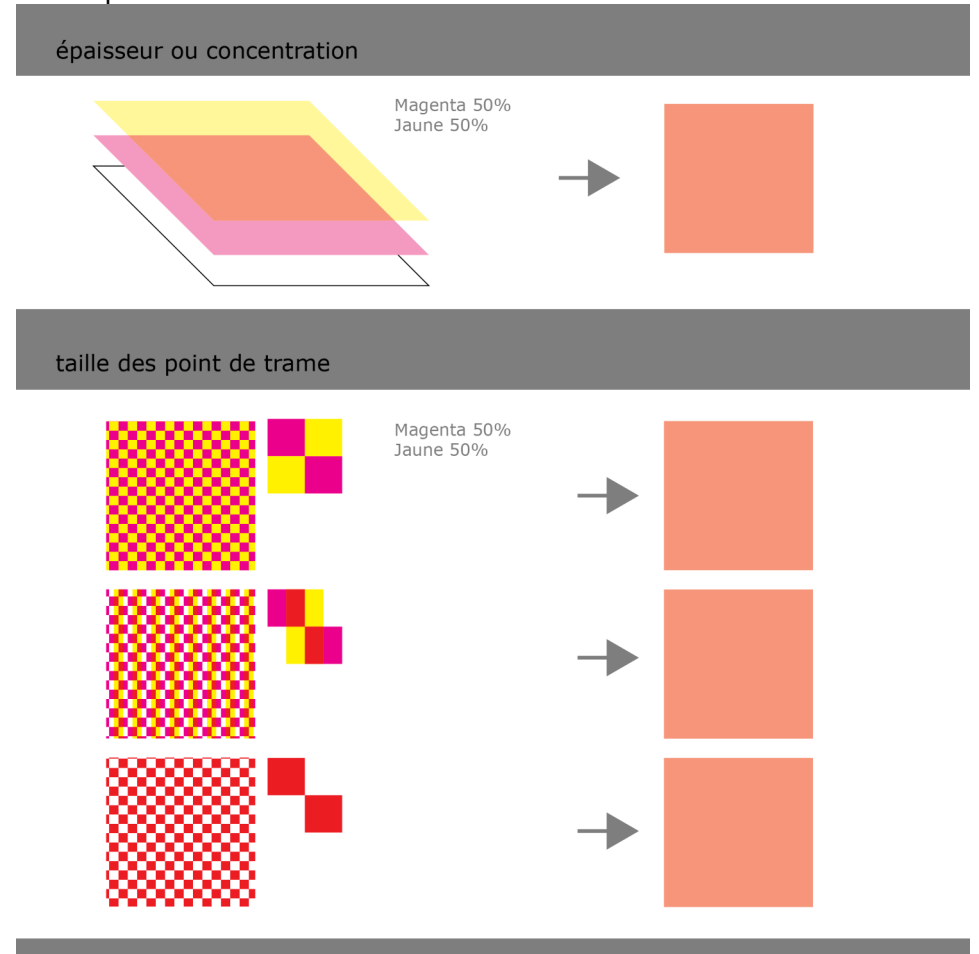 épaisseur ou concentration
Magenta 50%
Jaune 50%
taille des point de trame
Magenta 50%
Jaune 50%